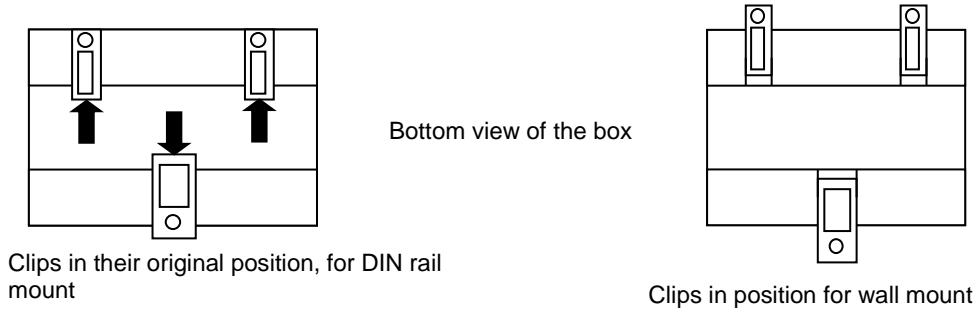 Bottom view of the box
Clips in their original position, for DIN rail
mount
Clips in position for wall mount